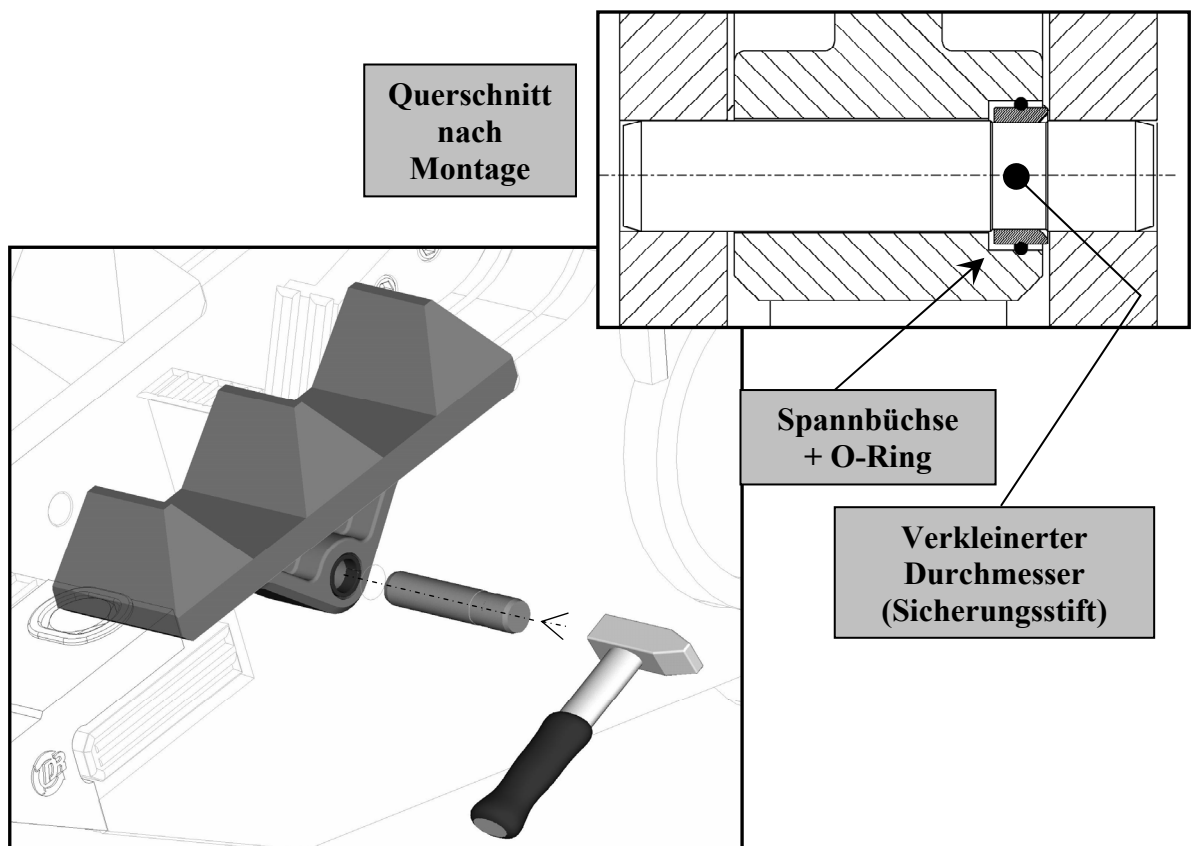 Querschnitt
nach
Montage
Spannbüchse
+ O-Ring
Verkleinerter
Durchmesser
(Sicherungsstift)